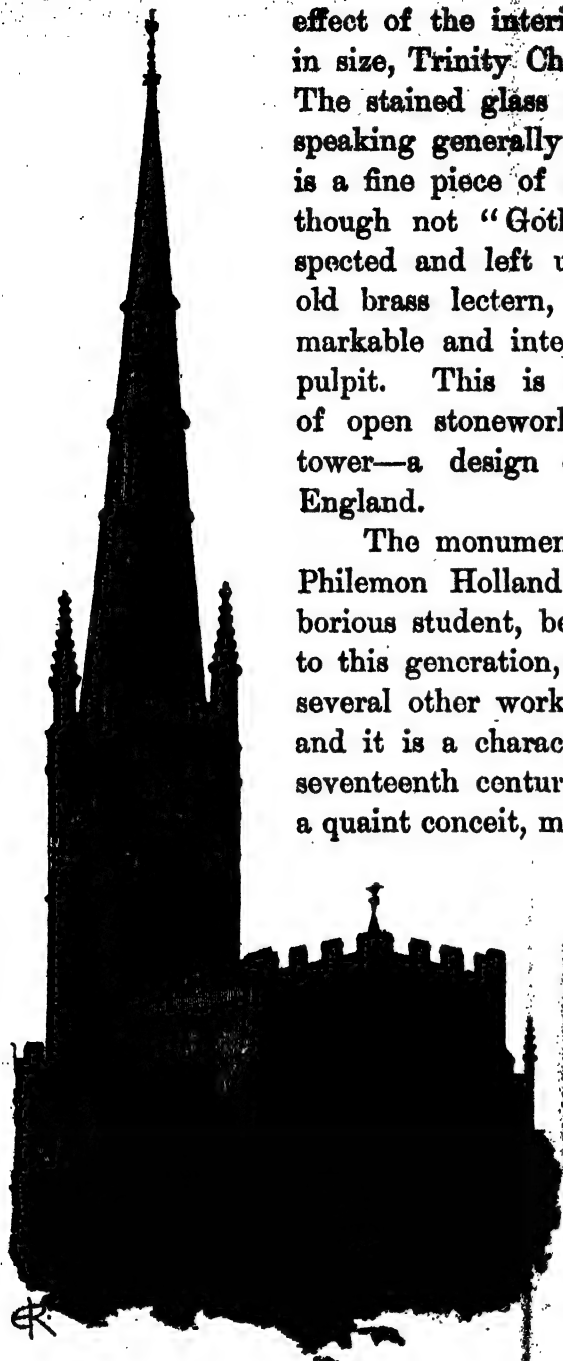 effect of the interi
in size, Trinity Ch
The stained glass
speaking generally
is a fine piece of
though not "Goth
spected and left u
old brass lectern,
markable and inte
pulpit. This is
of open stonework
tower—a design
England.
The monumen
Philemon Holland
borious student, be
to this generation,
several other work
and it is a charac
seventeenth centur
a quaint conceit, m